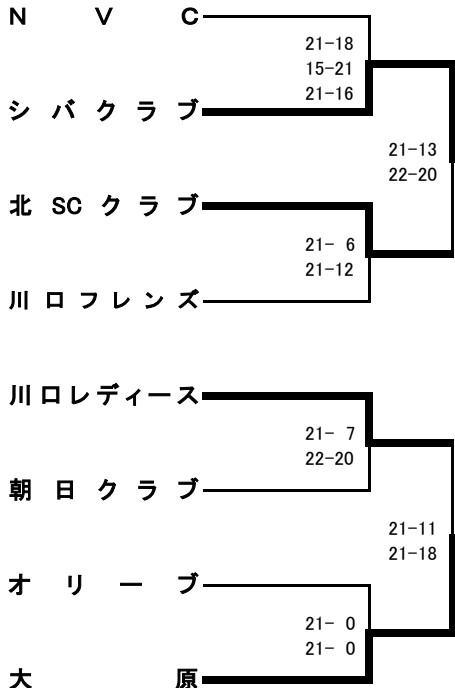 NVC
21-18
15-21
21-16
シバクラブ
21-13
22-20
北SCクラブ
21- 6
21-12
川口フレンズ
川口レディース
21- 7
22-20
朝日クラブ
21-11
21-18
オリーブ
21- 0
21- 0
大原